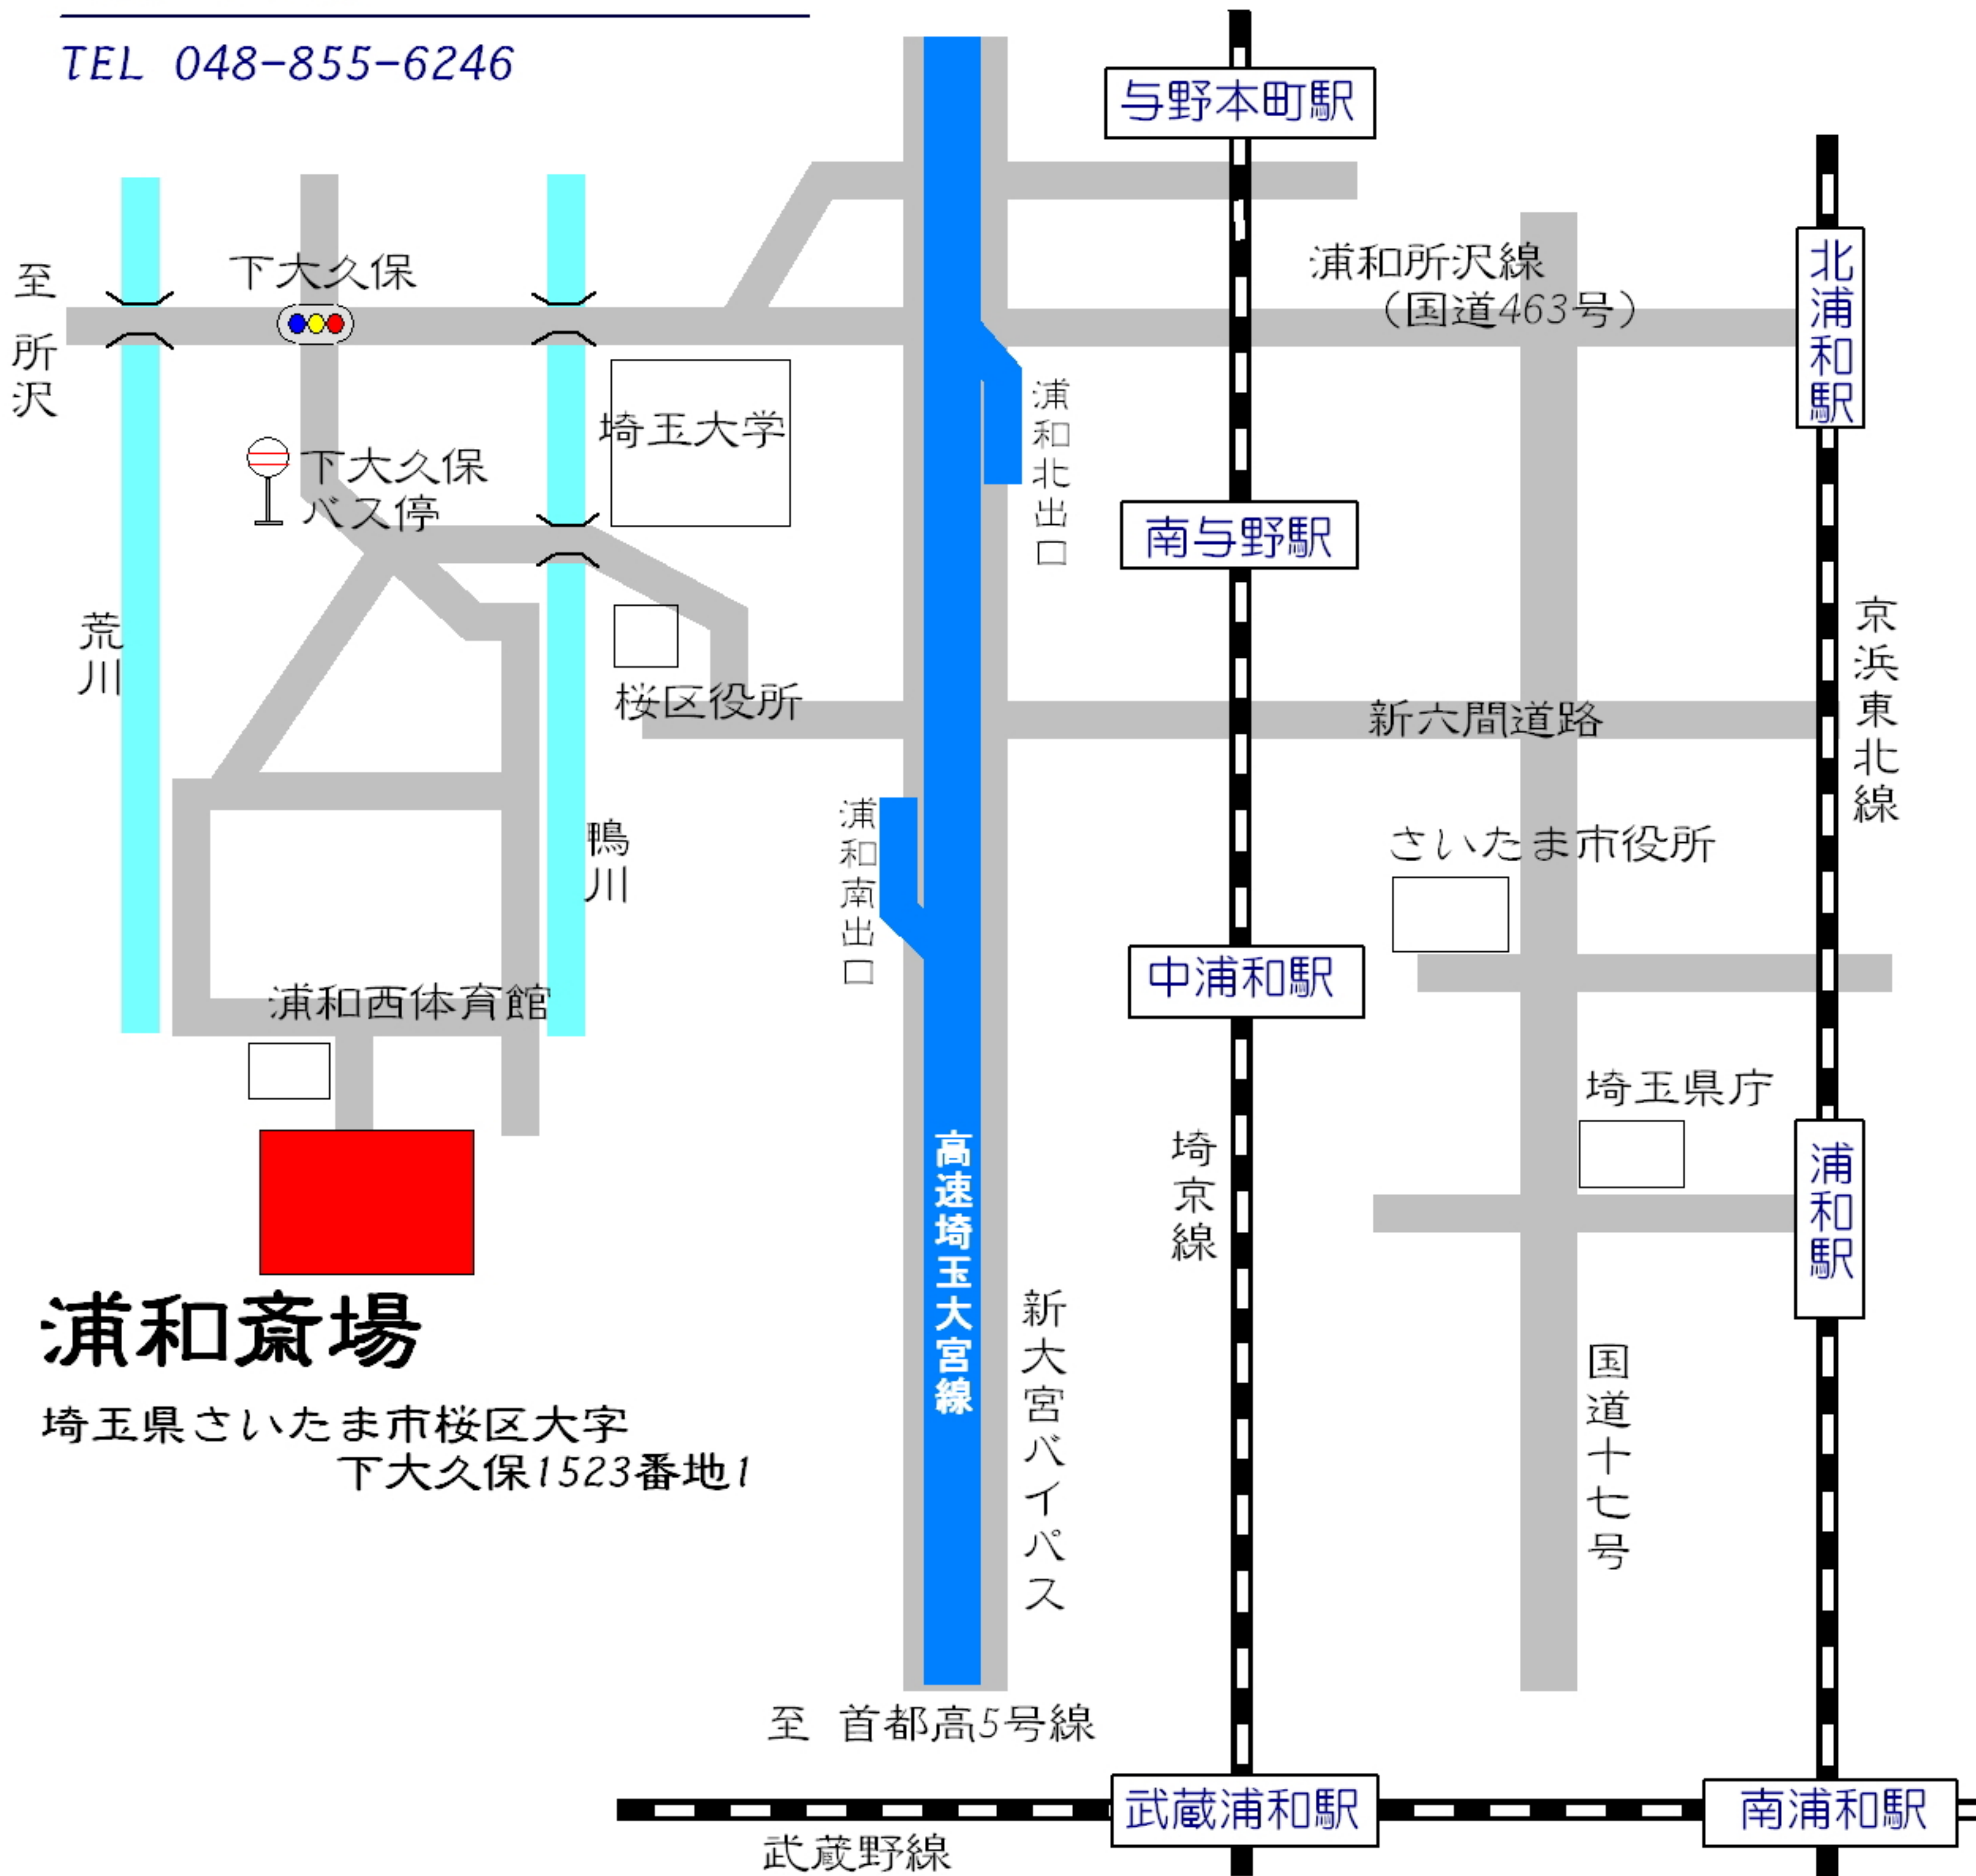 TEL 048-855-6246
与野本町駅
下大久保
至所沢
浦和所沢線
(国道463号)
北浦和駅
埼玉大学
浦和北出口
下大久保
バス停
南与野駅
荒川
京浜東北線
桜区役所
新六間道路
鴨川
浦和南出口
さいたま市役所
中浦和駅
浦和西体育館
埼玉県庁
高速埼玉大宮線
埼京線
浦和駅
浦和斎場
新大宮バイパス
国道十七号
埼玉県さいたま市桜区大字
下大久保1523番地1
至 首都高5号線
武蔵浦和駅
南浦和駅
武蔵野線